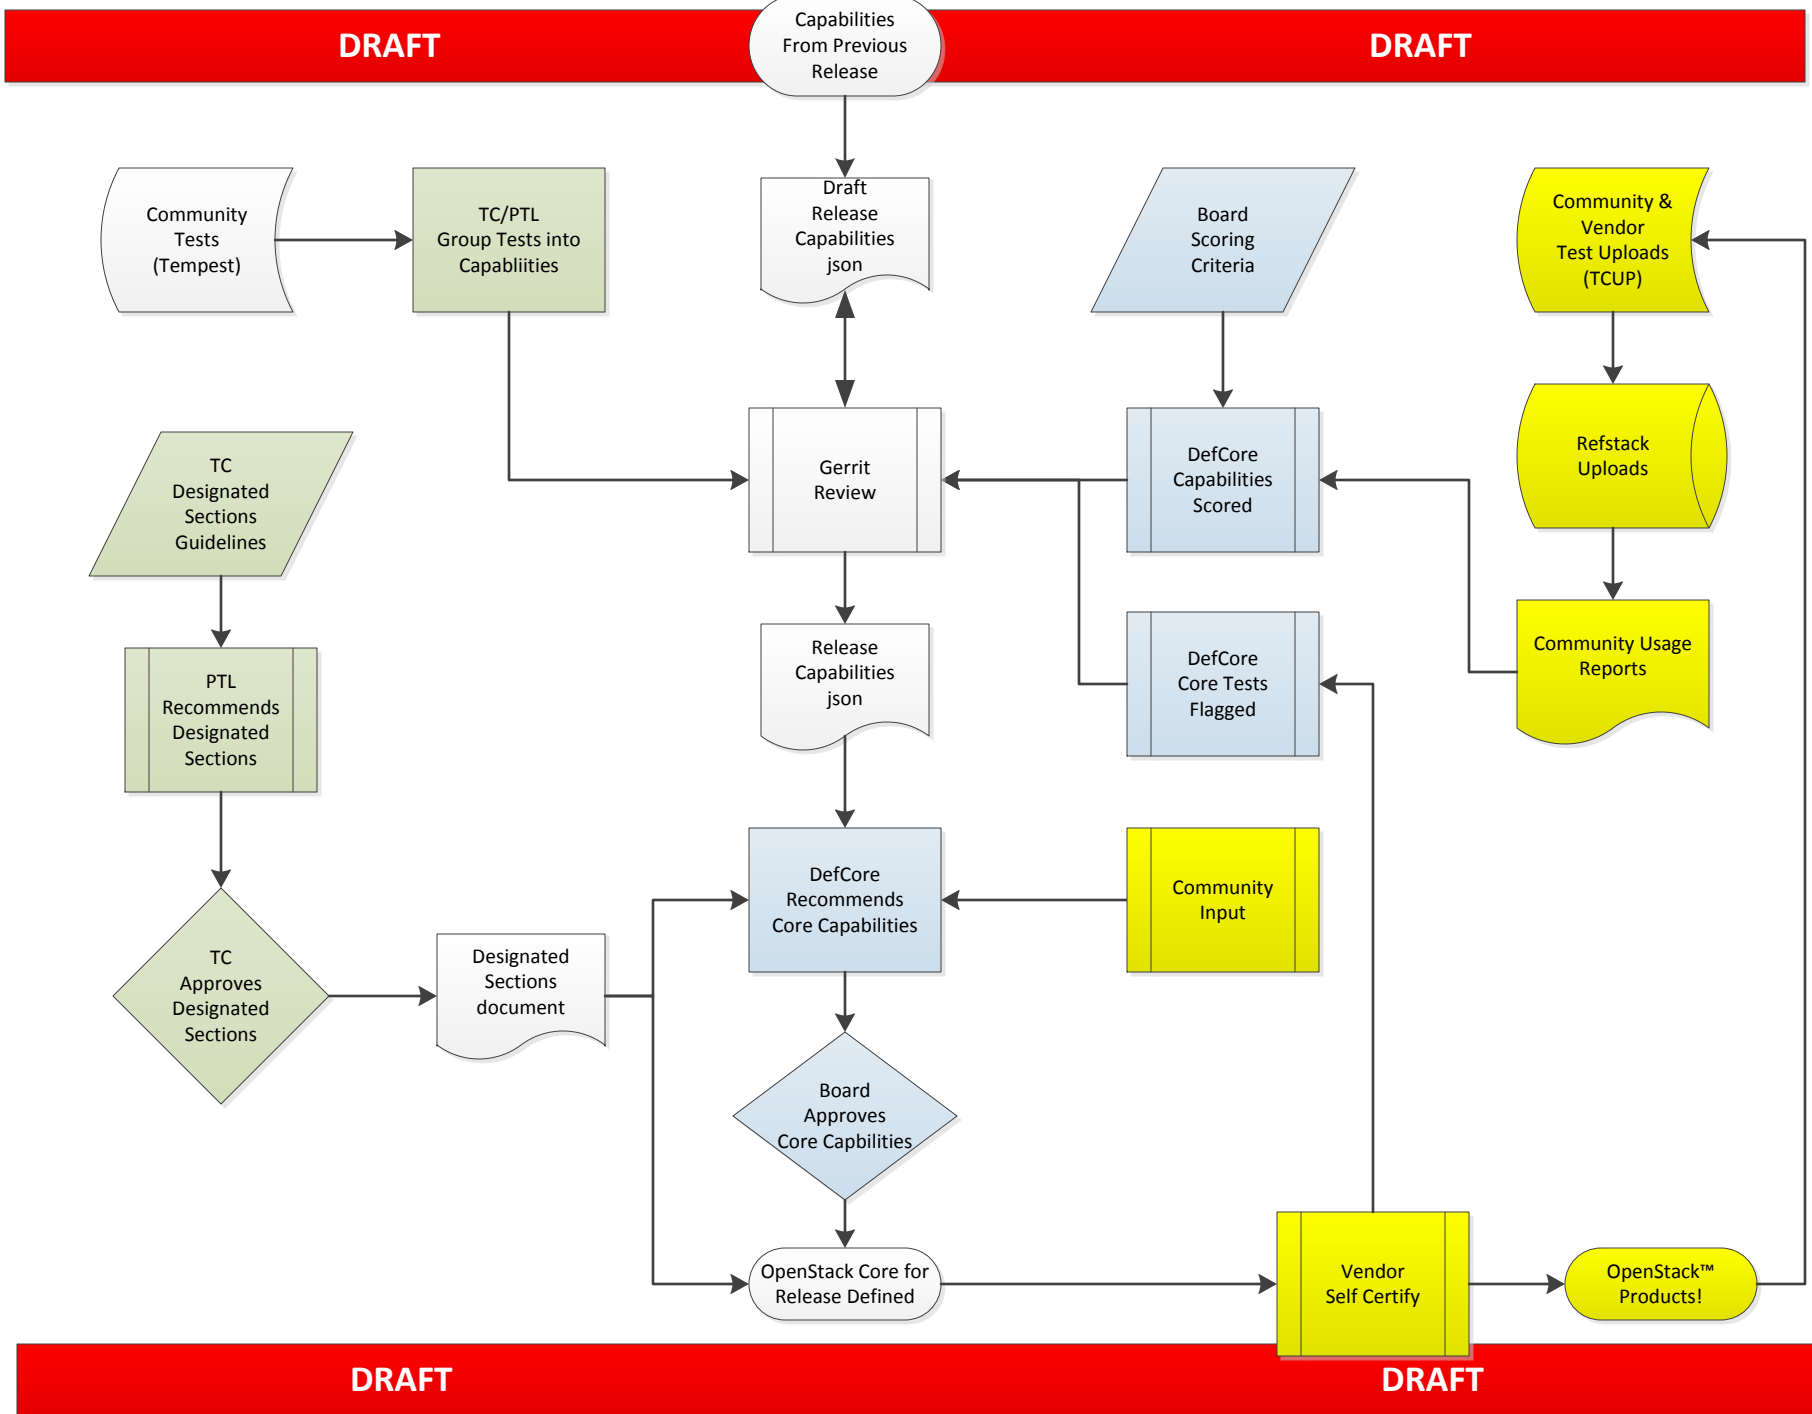 DRAFT
Capabilities
From Previous
Release
DRAFT
Community
Tests
(Tempest)
TC/PTL
Group Tests into
Capabliities
Draft
Release
Capabilities
json
Board
Scoring
Criteria
Community &
Vendor
Test Uploads
(TCUP)
TC
Designated
Sections
Guidelines
Gerrit
Review
DefCore
Capabilities
Scored
Refstack
Uploads
PTL
Recommends
Designated
Sections
Release
Capabilities
json
DefCore
Core Tests
Flagged
Community Usage
Reports
TC
Approves
Designated
Sections
Designated
Sections
document
DefCore
Recommends
Core Capabilities
Community
Input
Board
Approves
Core Capbilities
OpenStack Core for
Release Defined
Vendor
Self Certify
OpenStack™
Products!
DRAFT
DRAFT